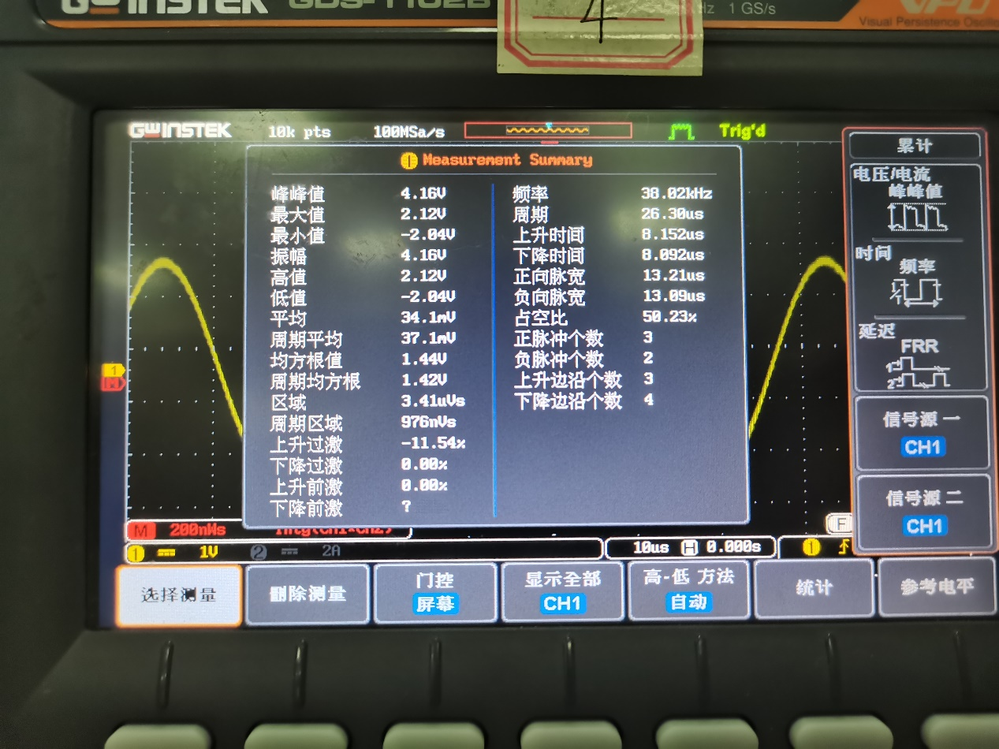 GWINSTEK GDS-1102B
4
1 GS/s
VPO
Visual Persistence
GWINSTEK 10k pts 100MSa/s Trig'd
1 Measurement Summary
峰峰值 4.16V
最大值 2.12V
最小值 -2.04V
振幅 4.16V
高值 2.12V
低值 -2.04V
平均 34.1mV
周期平均 37.1mV
均方根值 1.44V
周期均方根 1.42V
区域 3.41uVs
周期区域 976nVs
上升过激 -11.54%
下降过激 0.00%
上升前激 0.00%
下降前激 ?
频率 38.02kHz
周期 26.30us
上升时间 8.152us
下降时间 8.092us
正向脉宽 13.21us
负向脉宽 13.09us
占空比 50.23%
正脉冲个数 3
负脉冲个数 2
上升边沿个数 3
下降边沿个数 4
累计
电压/电流
峰峰值
时间
频率
延迟
FRR
1
2
信号源 一
CH1
信号源 二
CH1
1
M
M 200mWs
F
1 1V 2 2A 10us H 0.000s 1
选择测量
删除测量
门控
屏幕
显示全部
CH1
高-低 方法
自动
统计
参考电平